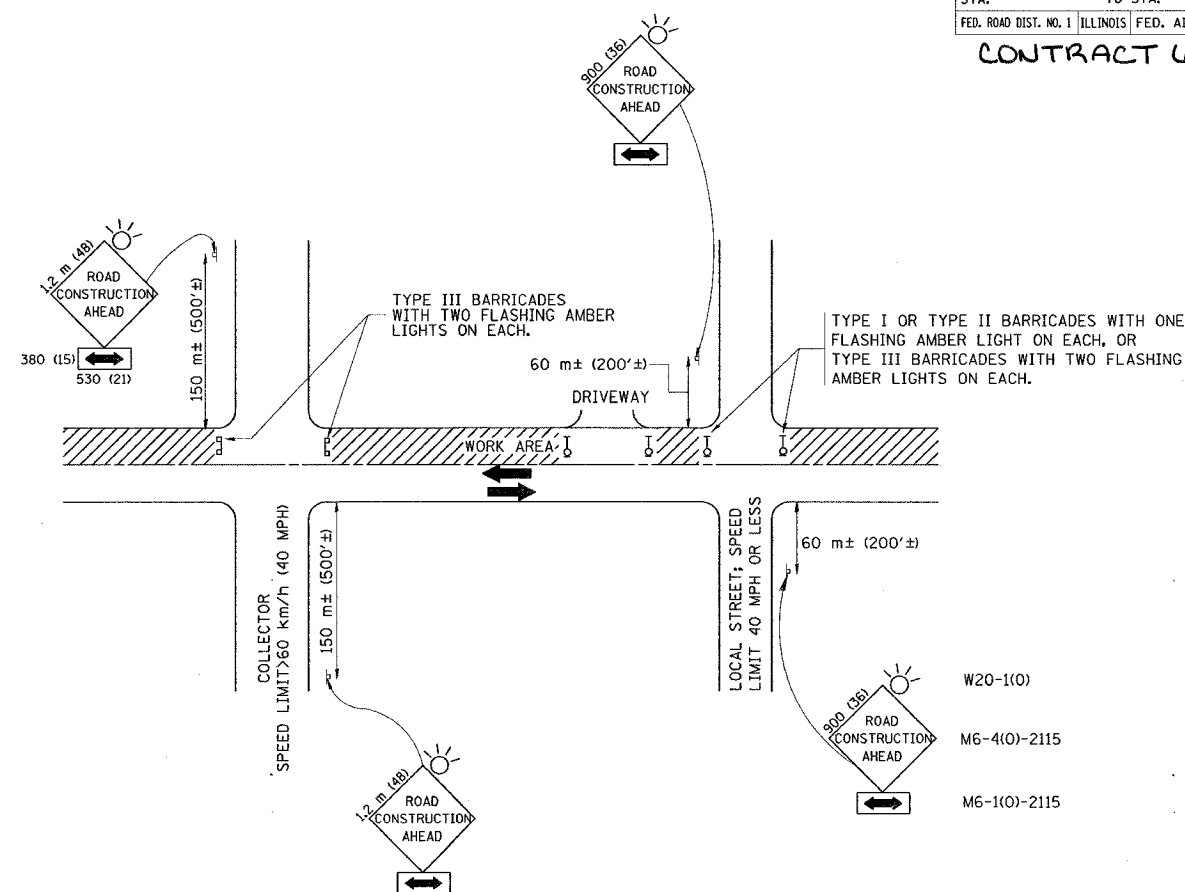 TO STA.
FED. ROAD DIST. NO. 1 ILLINOIS FED.
CONTRACT
900 (36)
ROAD
CONSTRUCTION
AHEAD
1.2 m (48)
ROAD
CONSTRUCTION
AHEAD
380 (15)
530 (21)
150 m± (500'±)
TYPE III BARRICADES
WITH TWO FLASHING AMBER
LIGHTS ON EACH.
60 m± (200'±)
DRIVEWAY
TYPE I OR TYPE II BARRICADES WITH ONE
FLASHING AMBER LIGHT ON EACH, OR
TYPE III BARRICADES WITH TWO FLASHING
AMBER LIGHTS ON EACH.
WORK AREA
COLLECTOR
SPEED LIMIT>60 km/h (40 MPH)
150 m± (500'±)
LOCAL STREET; SPEED
LIMIT 40 MPH OR LESS
60 m± (200'±)
1.2 m (48)
ROAD
CONSTRUCTION
AHEAD
900 (36)
ROAD
CONSTRUCTION
AHEAD
W20-1(O)
M6-4(O)-2115
M6-1(O)-2115